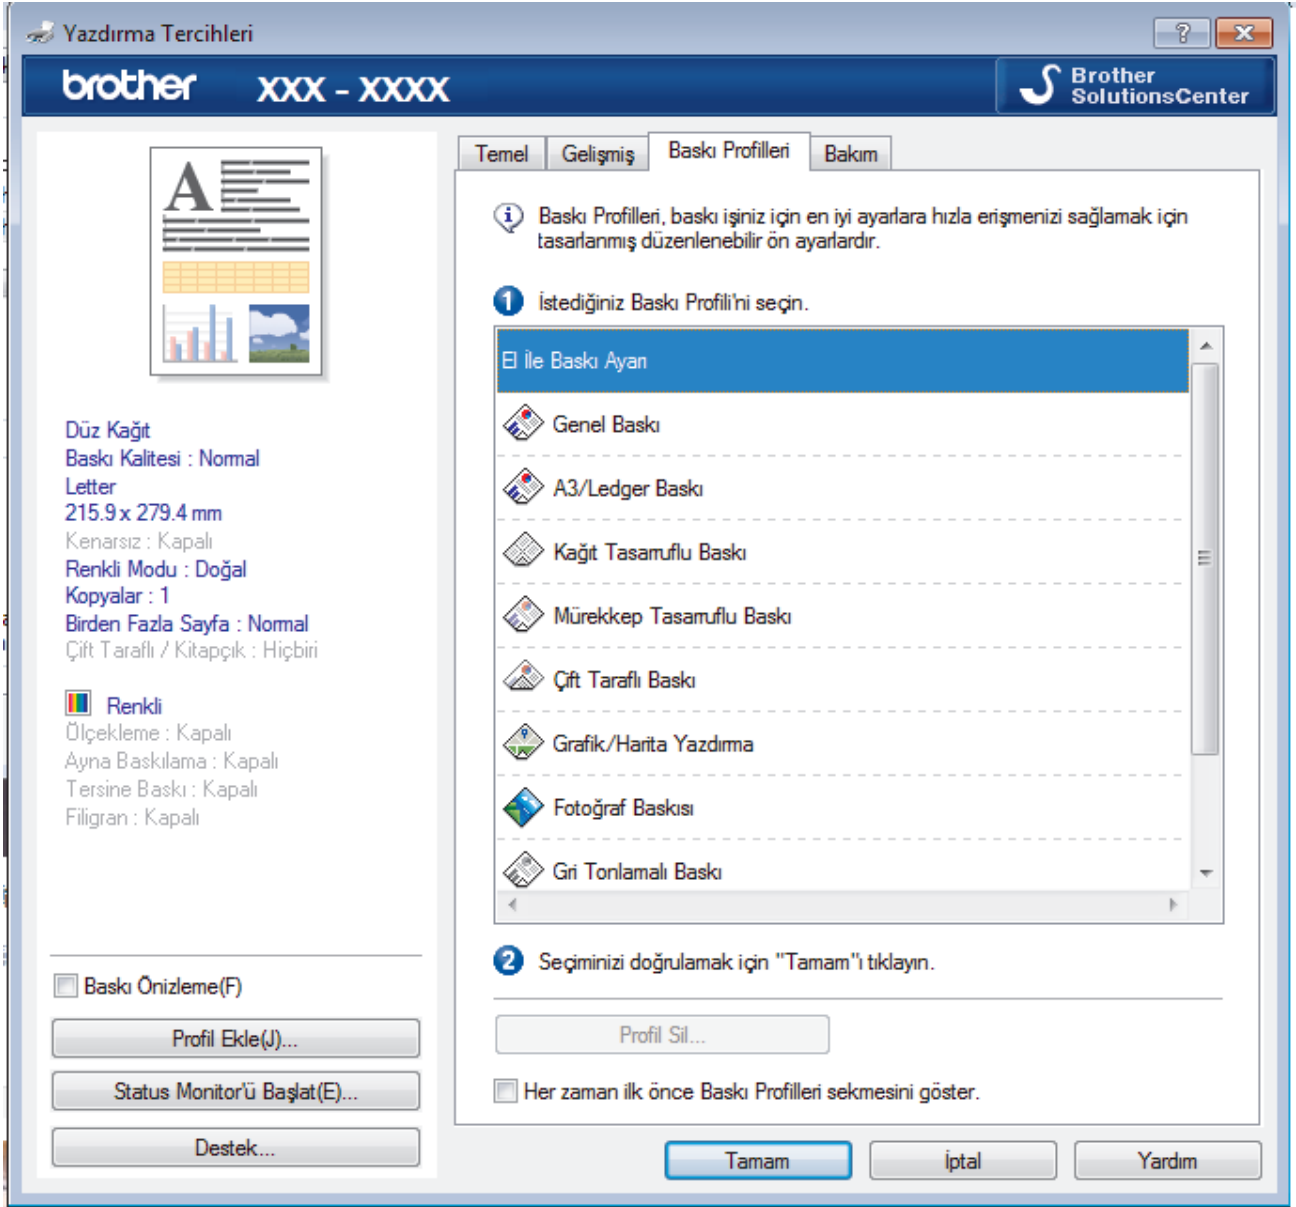 Yazdırma Tercihleri
brother XXX - XXXX
Brother
SolutionsCenter
A
Düz Kağıt
Baskı Kalitesi : Normal
Letter
215.9 x 279.4 mm
Kenarsız : Kapalı
Renkli Modu : Doğal
Kopyalar : 1
Birden Fazla Sayfa : Normal
Çift Taraflı / Kitapçık : Hiçbiri
Renkli
Ölçekleme : Kapalı
Ayna Baskılama : Kapalı
Tersine Baskı : Kapalı
Filigran : Kapalı
Baskı Önizleme(F)
Profil Ekle(J)...
Status Monitor'ü Başlat(E)...
Destek...
Temel Gelişmiş Baskı Profilleri Bakım
Baskı Profilleri, baskı işiniz için en iyi ayarlara hızla erişmenizi sağlamak için
tasarlanmış düzenlenebilir ön ayarlardır.
1 İstediğiniz Baskı Profili'ni seçin.
El İle Baskı Ayarı
Genel Baskı
A3/Ledger Baskı
Kağıt Tasarruflu Baskı
Mürekkep Tasarruflu Baskı
Çift Taraflı Baskı
Grafik/Harita Yazdırma
Fotoğraf Baskısı
Gri Tonlamalı Baskı
2 Seçiminizi doğrulamak için "Tamam"ı tıklayın.
Profil Sil...
Her zaman ilk önce Baskı Profilleri sekmesini göster.
Tamam İptal Yardım